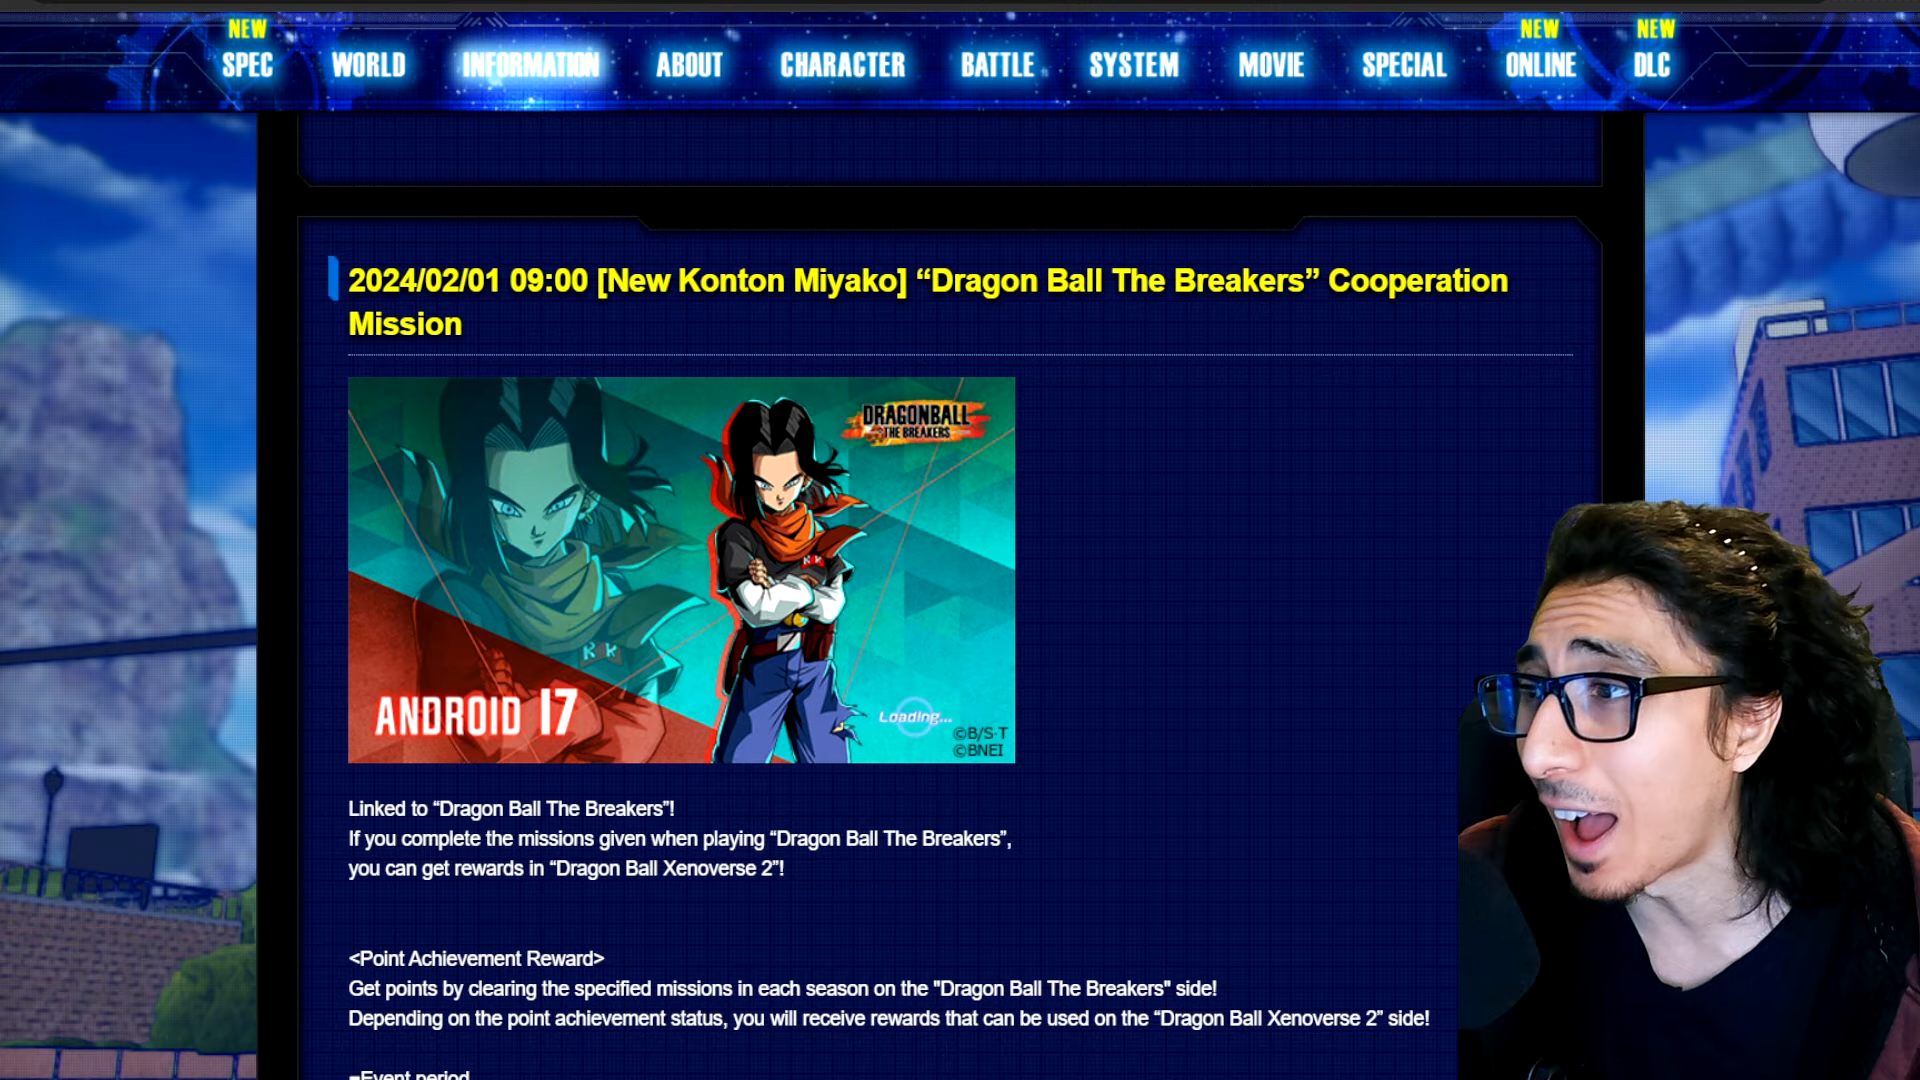 NEW
NEW
NEW
SPEC
WORLD
INFORMATION
ABOUT
CHARACTER
BATTLE
SYSTEM
MOVIE
SPECIAL
ONLINE
DLC
2024/02/01 09:00 [New Konton Miyako] “Dragon Ball The Breakers” Cooperation
Mission
DRAGONBALL
THE BREAKERS
ANDROID 17
Loading...
©B/S·T
©BNEI
Linked to “Dragon Ball The Breakers”!
If you complete the missions given when playing “Dragon Ball The Breakers”,
you can get rewards in “Dragon Ball Xenoverse 2”!
<Point Achievement Reward>
Get points by clearing the specified missions in each season on the "Dragon Ball The Breakers" side!
Depending on the point achievement status, you will receive rewards that can be used on the “Dragon Ball Xenoverse 2” side!
Event period